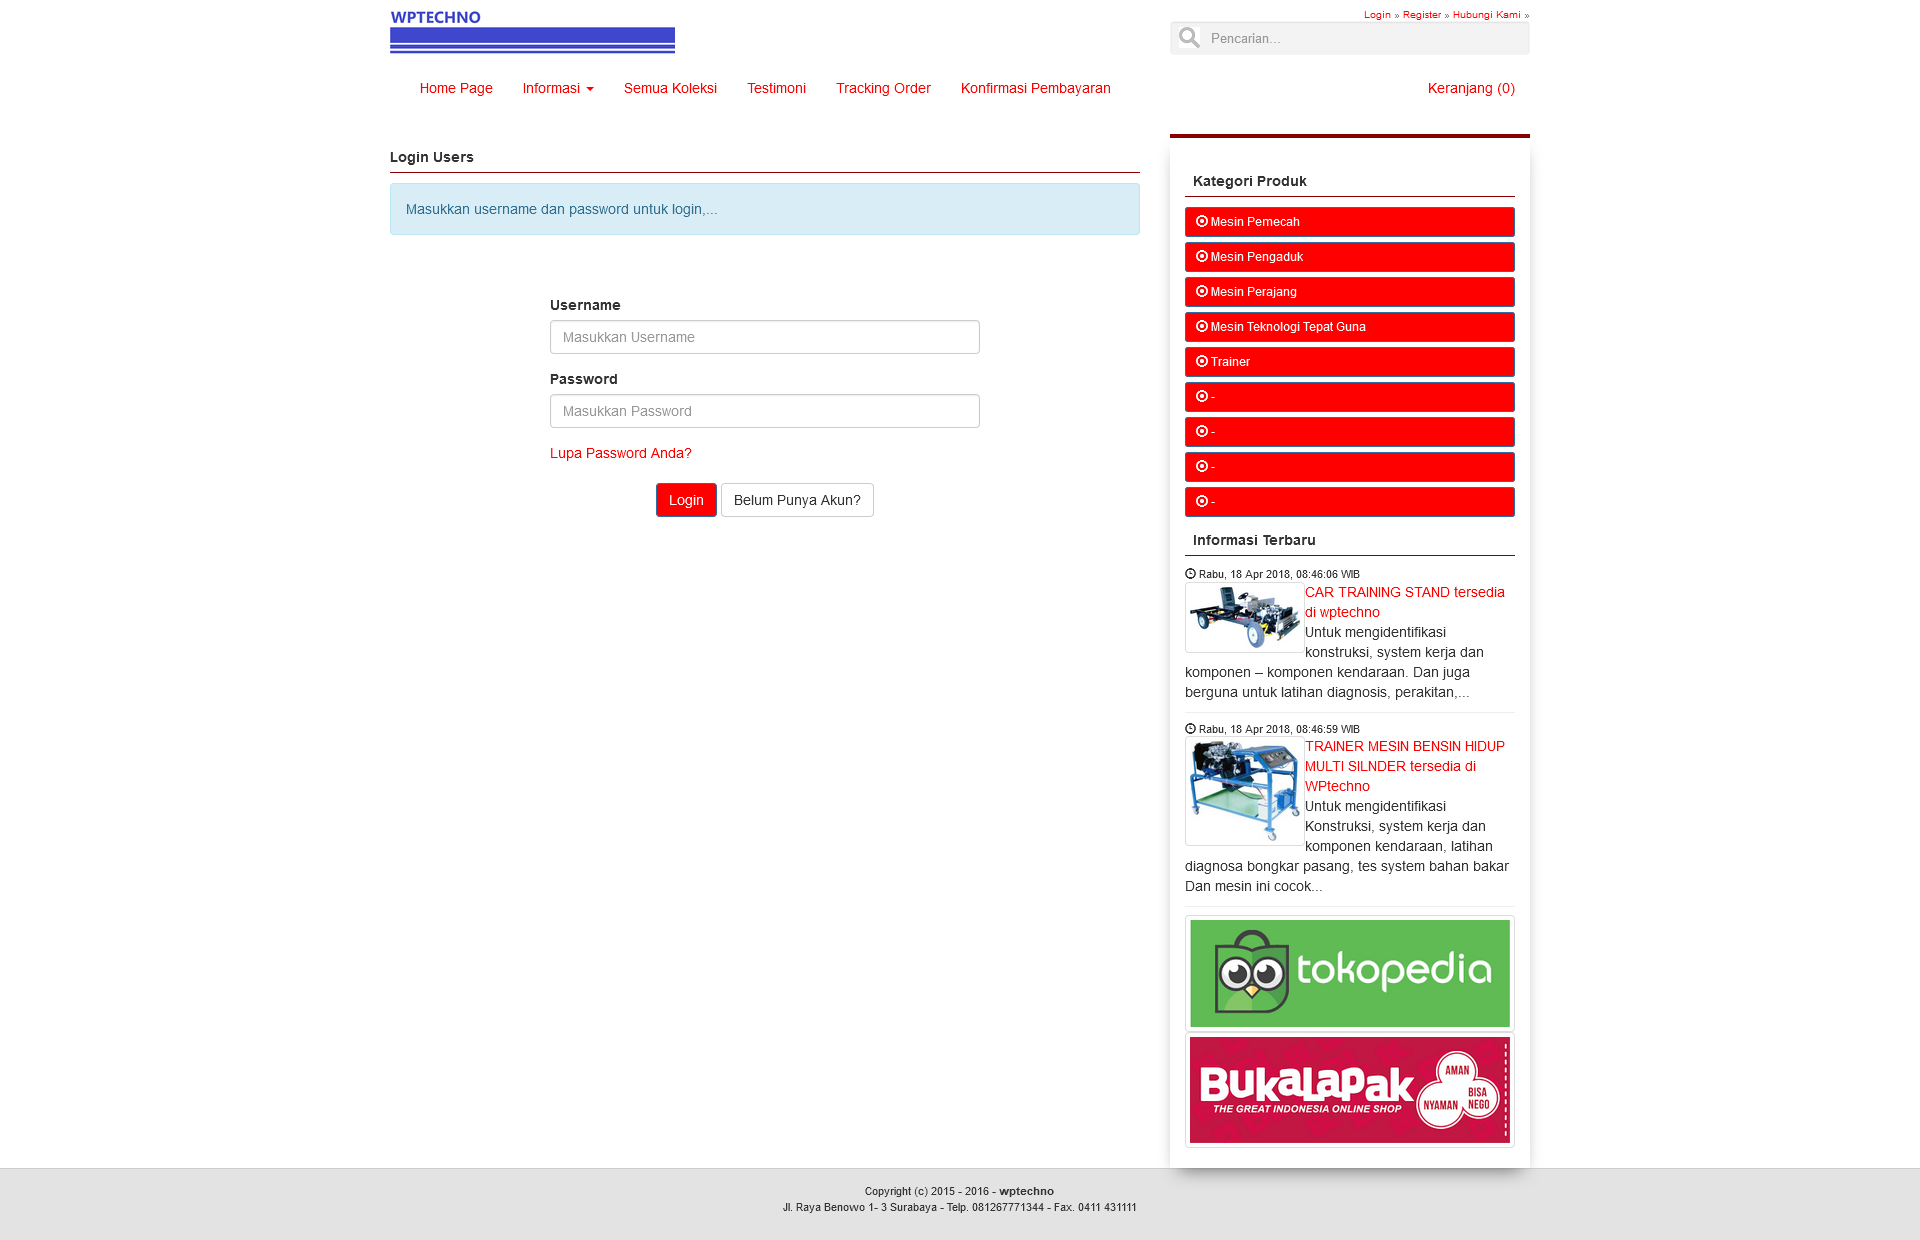 WPTECHNO
Login » Register » Hubungi Kami »
Pencarian...
Home Page Informasi Semua Koleksi Testimoni Tracking Order Konfirmasi Pembayaran Keranjang (0)
Login Users
Masukkan username dan password untuk login,...
Username
Masukkan Username
Password
Masukkan Password
Lupa Password Anda?
Login Belum Punya Akun?
Kategori Produk
Mesin Pemecah
Mesin Pengaduk
Mesin Perajang
Mesin Teknologi Tepat Guna
Trainer
-
-
-
-
Informasi Terbaru
Rabu, 18 Apr 2018, 08:46:06 WIB
CAR TRAINING STAND tersedia
di wptechno
Untuk mengidentifikasi
konstruksi, system kerja dan
komponen – komponen kendaraan. Dan juga
berguna untuk latihan diagnosis, perakitan,...
Rabu, 18 Apr 2018, 08:46:59 WIB
TRAINER MESIN BENSIN HIDUP
MULTI SILNDER tersedia di
WPtechno
Untuk mengidentifikasi
Konstruksi, system kerja dan
komponen kendaraan, latihan
diagnosa bongkar pasang, tes system bahan bakar
Dan mesin ini cocok...
tokopedia
BUKALAPAK
THE GREAT INDONESIA ONLINE SHOP
AMAN
NYAMAN
BISA
NEGO
Copyright (c) 2015 - 2016 - wptechno
Jl. Raya Benowo 1- 3 Surabaya - Telp. 081267771344 - Fax. 0411 431111